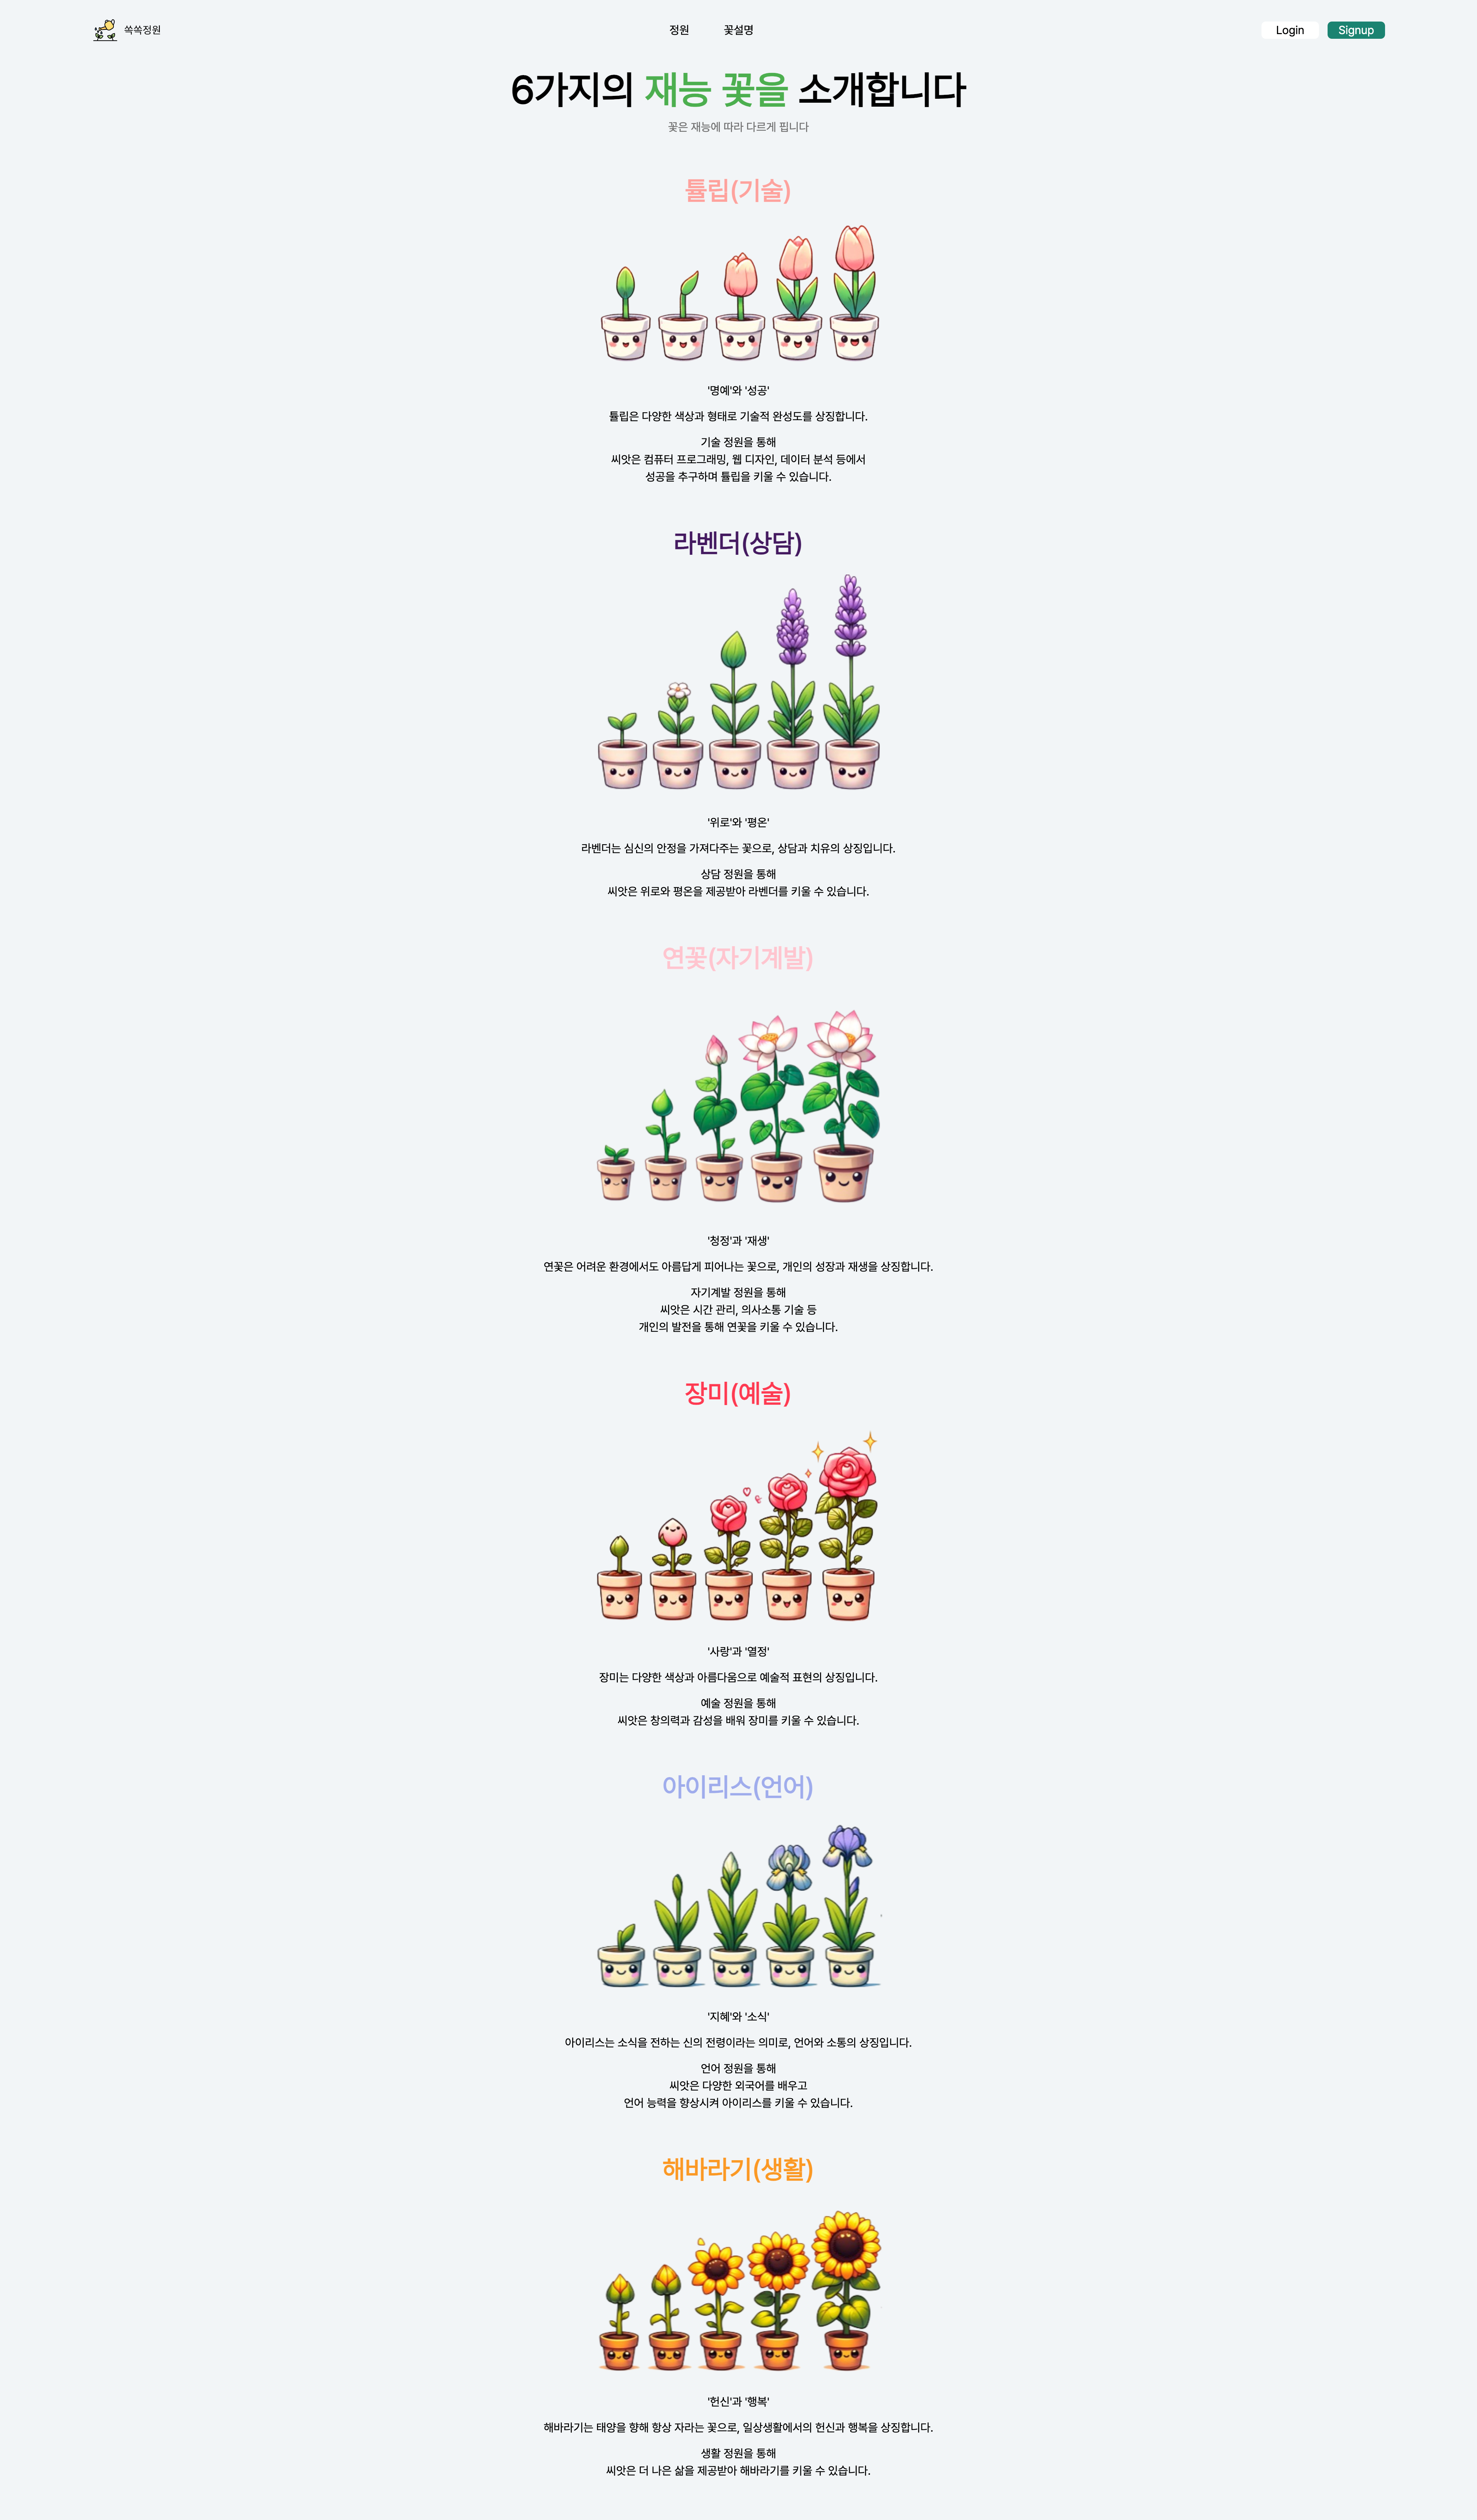 쏙쏙정원
정원
꽃설명
Login
Signup
6가지의 재능 꽃을 소개합니다
꽃은 재능에 따라 다르게 핍니다
튤립(기술)
'명예'와 '성공'
튤립은 다양한 색상과 형태로 기술적 완성도를 상징합니다.
기술 정원을 통해
씨앗은 컴퓨터 프로그래밍, 웹 디자인, 데이터 분석 등에서
성공을 추구하며 튤립을 키울 수 있습니다.
라벤더(상담)
'위로'와 '평온'
라벤더는 심신의 안정을 가져다주는 꽃으로, 상담과 치유의 상징입니다.
상담 정원을 통해
씨앗은 위로와 평온을 제공받아 라벤더를 키울 수 있습니다.
연꽃(자기계발)
'청정'과 '재생'
연꽃은 어려운 환경에서도 아름답게 피어나는 꽃으로, 개인의 성장과 재생을 상징합니다.
자기계발 정원을 통해
씨앗은 시간 관리, 의사소통 기술 등
개인의 발전을 통해 연꽃을 키울 수 있습니다.
장미(예술)
'사랑'과 '열정'
장미는 다양한 색상과 아름다움으로 예술적 표현의 상징입니다.
예술 정원을 통해
씨앗은 창의력과 감성을 배워 장미를 키울 수 있습니다.
아이리스(언어)
'지혜'와 '소식'
아이리스는 소식을 전하는 신의 전령이라는 의미로, 언어와 소통의 상징입니다.
언어 정원을 통해
씨앗은 다양한 외국어를 배우고
언어 능력을 향상시켜 아이리스를 키울 수 있습니다.
해바라기(생활)
'헌신'과 '행복'
해바라기는 태양을 향해 항상 자라는 꽃으로, 일상생활에서의 헌신과 행복을 상징합니다.
생활 정원을 통해
씨앗은 더 나은 삶을 제공받아 해바라기를 키울 수 있습니다.